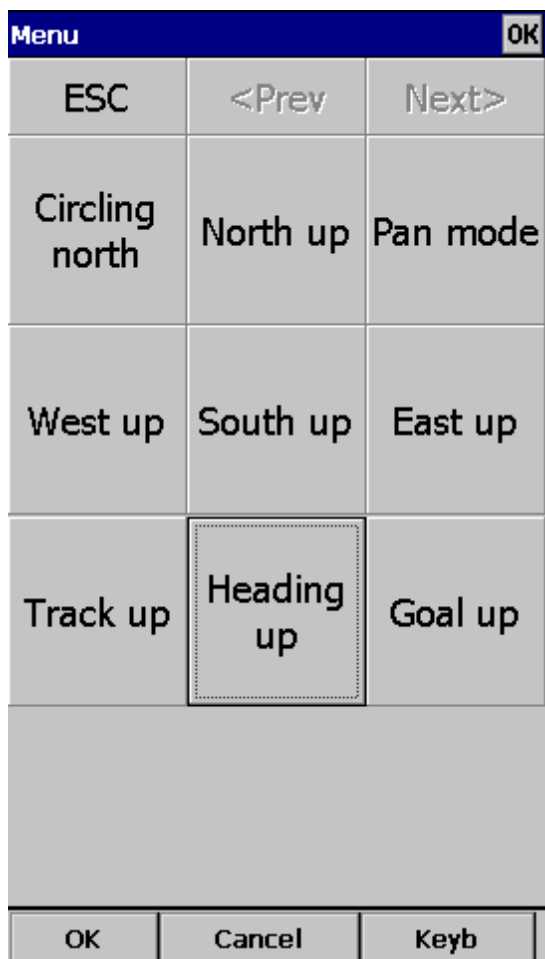 Menu OK
ESC <Prev Next>
Circling
north
North up Pan mode
West up South up East up
Track up
Heading
up
Goal up
OK Cancel Keyb